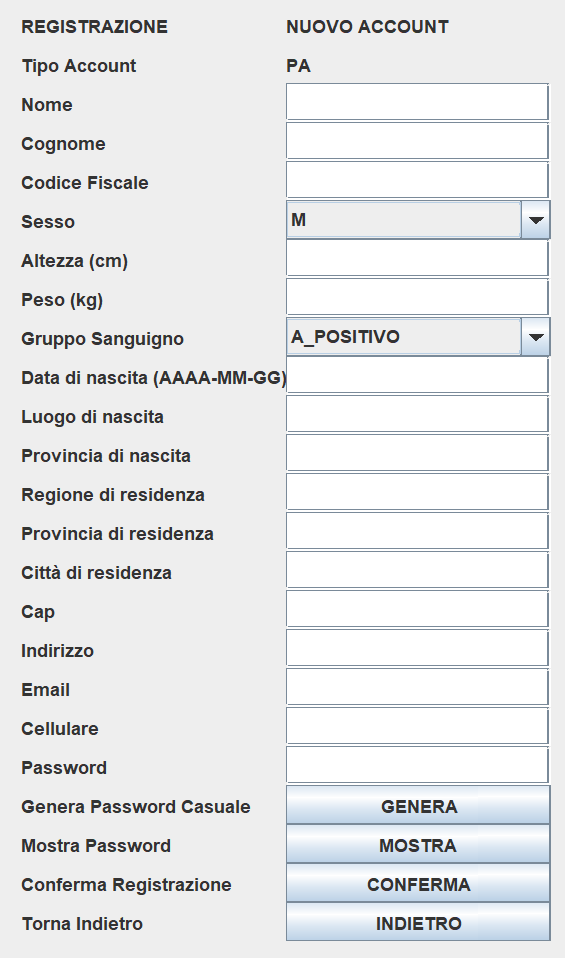 REGISTRAZIONE NUOVO ACCOUNT
Tipo Account PA
Nome
Cognome
Codice Fiscale
Sesso M
Altezza (cm)
Peso (kg)
Gruppo Sanguigno A_POSITIVO
Data di nascita (AAAA-MM-GG)
Luogo di nascita
Provincia di nascita
Regione di residenza
Provincia di residenza
Città di residenza
Cap
Indirizzo
Email
Cellulare
Password
Genera Password Casuale GENERA
Mostra Password MOSTRA
Conferma Registrazione CONFERMA
Torna Indietro INDIETRO